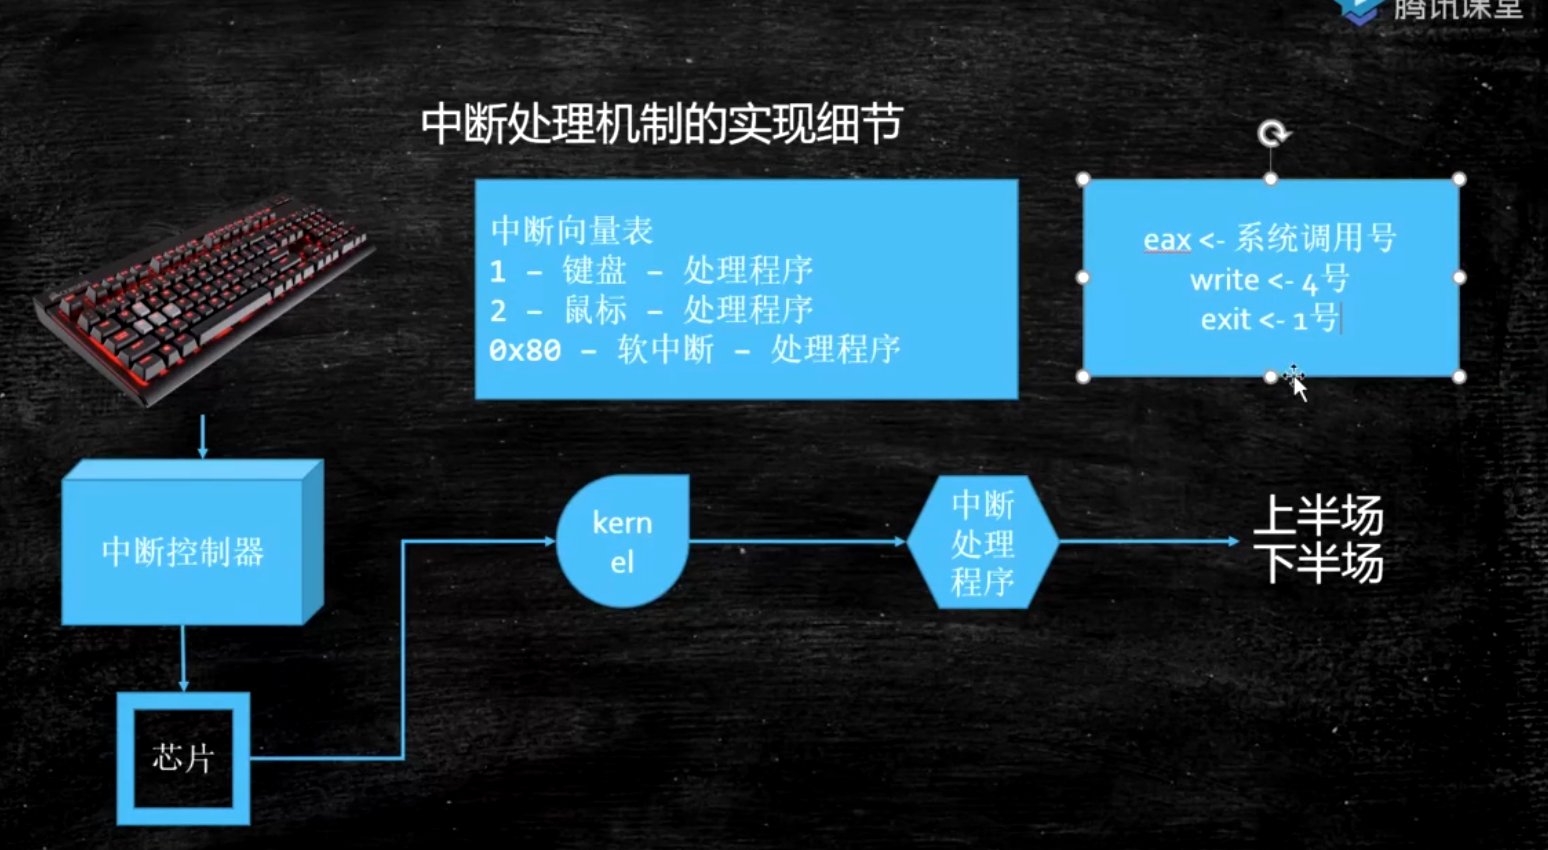 腾讯课堂
中断处理机制的实现细节
中断向量表
1 – 键盘 – 处理程序
2 – 鼠标 – 处理程序
0x80 – 软中断 – 处理程序
eax <- 系统调用号
write <- 4号
exit <- 1号
中断控制器
kern
el
中断
处理
程序
上半场
下半场
芯片